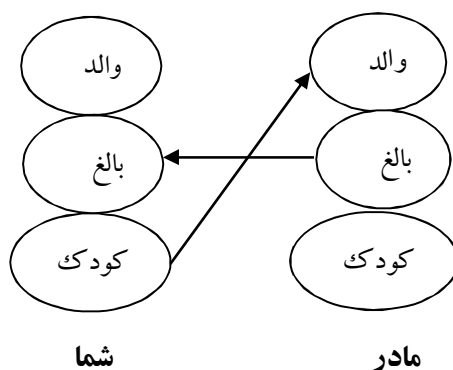 والد
والد
بالغ
بالغ
کودک
کودک
مادر
شما